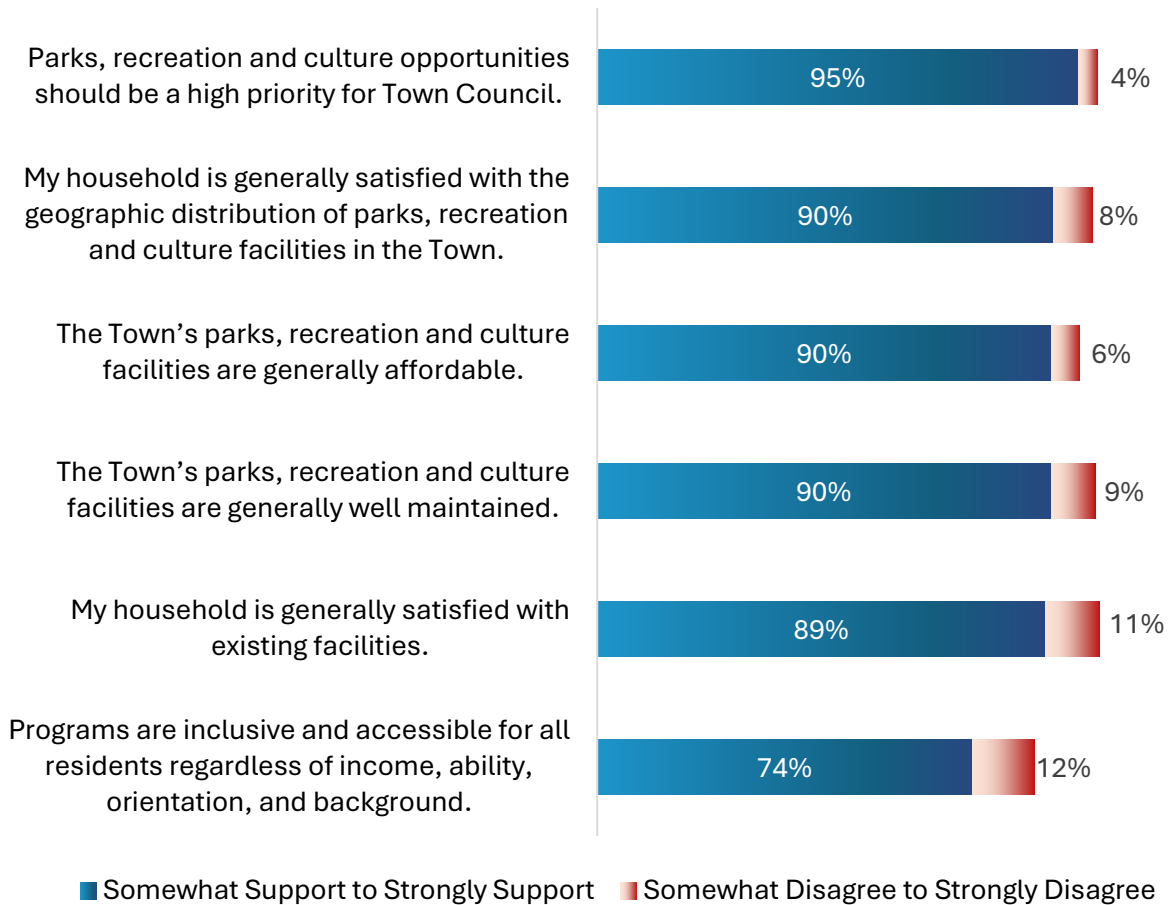 Parks, recreation and culture opportunities
should be a high priority for Town Council.
95%
4%
My household is generally satisfied with the
geographic distribution of parks, recreation
and culture facilities in the Town.
90%
8%
The Town’s parks, recreation and culture
facilities are generally affordable.
90%
6%
The Town’s parks, recreation and culture
facilities are generally well maintained.
90%
9%
My household is generally satisfied with
existing facilities.
89%
11%
Programs are inclusive and accessible for all
residents regardless of income, ability,
orientation, and background.
74%
12%
Somewhat Support to Strongly Support
Somewhat Disagree to Strongly Disagree